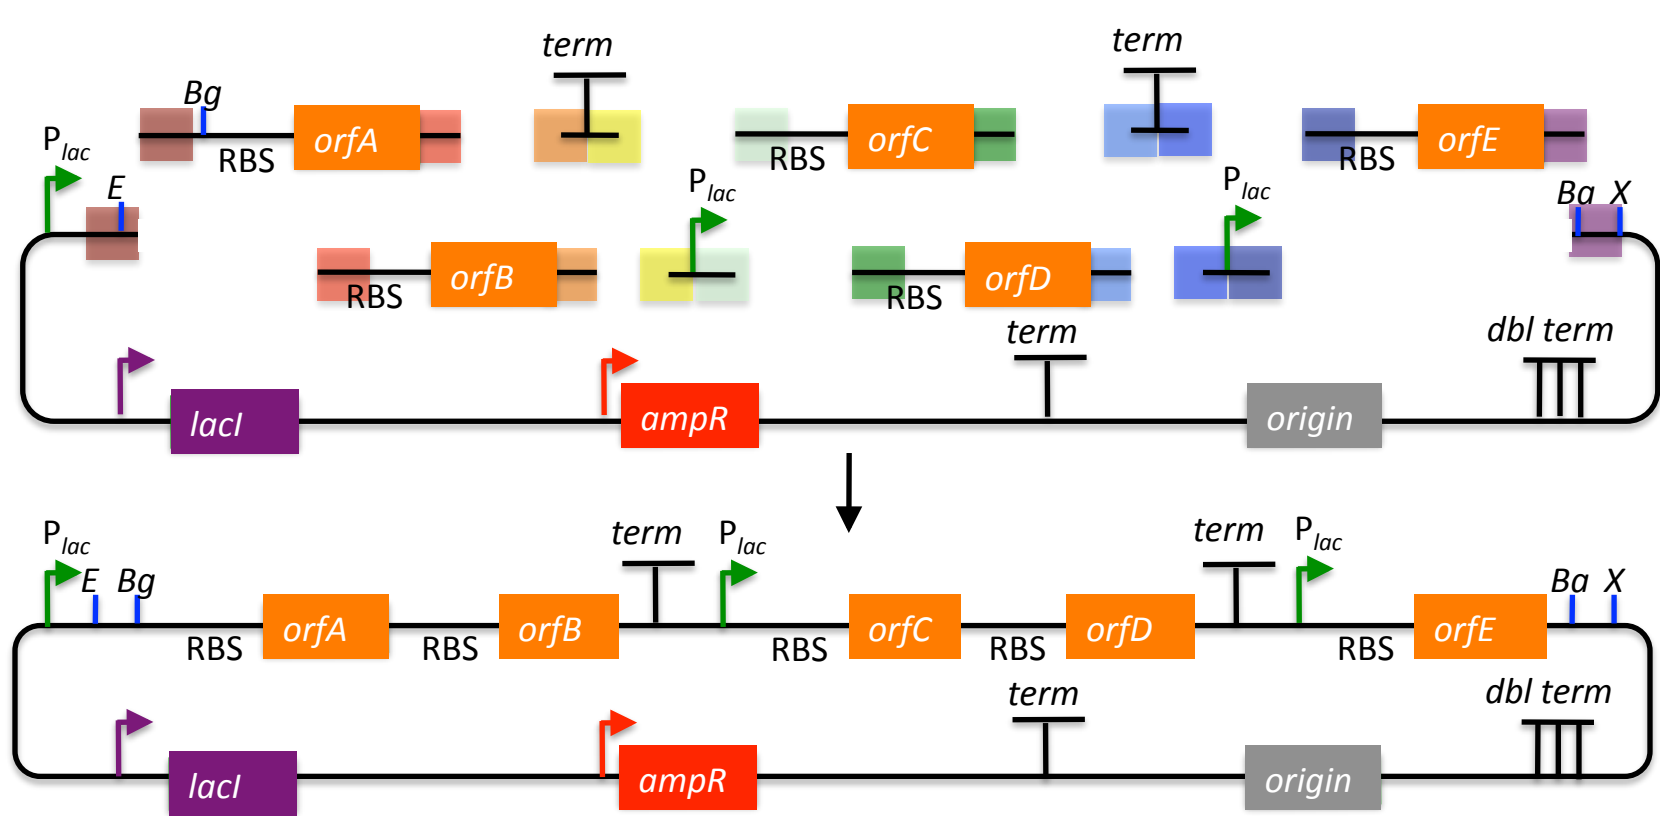 term
term
Bg
orfA
RBS
orfC
RBS
orfE
RBS
Plac
E
Plac
Plac
Ba X
orfB
RBS
orfD
RBS
term
dbl term
lacI
ampR
origin
Plac
term
Plac
term
Plac
E Bg
Ba X
orfA
orfB
orfC
orfD
orfE
RBS
RBS
RBS
RBS
RBS
term
dbl term
lacI
ampR
origin